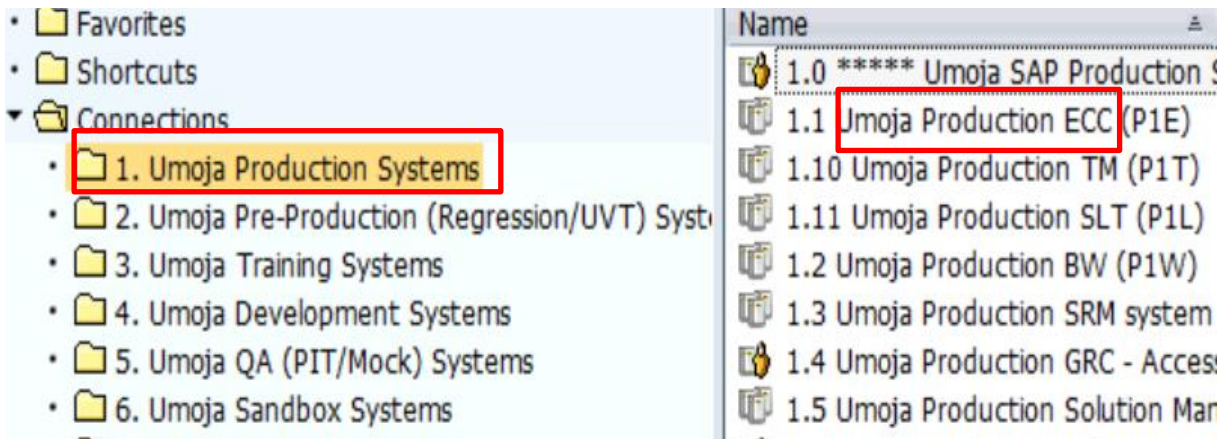 Favorites
Shortcuts
Connections
1. Umoja Production Systems
2. Umoja Pre-Production (Regression/UVT) Syst
3. Umoja Training Systems
4. Umoja Development Systems
5. Umoja QA (PIT/Mock) Systems
6. Umoja Sandbox Systems
Name
1.0 ***** Umoja SAP Production S
1.1 Umoja Production ECC (P1E)
1.10 Umoja Production TM (P1T)
1.11 Umoja Production SLT (P1L)
1.2 Umoja Production BW (P1W)
1.3 Umoja Production SRM system
1.4 Umoja Production GRC - Access
1.5 Umoja Production Solution Man